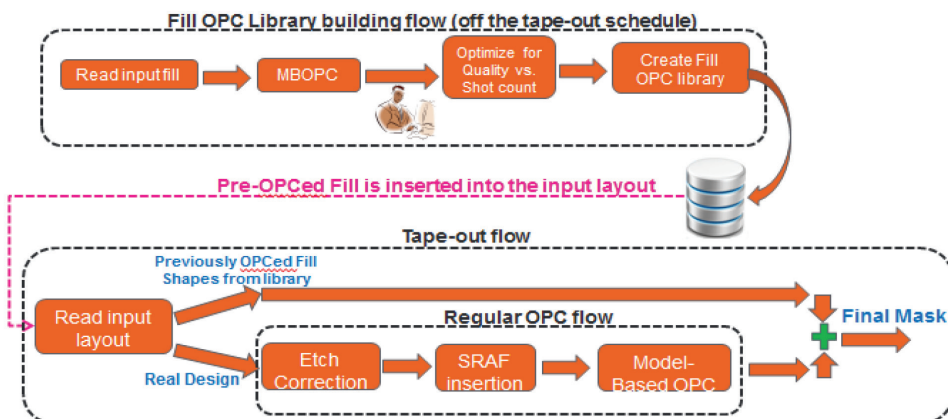 Fill OPC Library building flow (off the tape-out schedule)
Read input fill
MBOPC
Optimize for
Quality vs.
Shot count
Create Fill
OPC library
Pre-OPCed Fill is inserted into the input layout
Tape-out flow
Previously OPCed Fill
Shapes from library
Read input
layout
Real Design
Regular OPC flow
Etch
Correction
SRAF
insertion
Model-
Based OPC
Final Mask